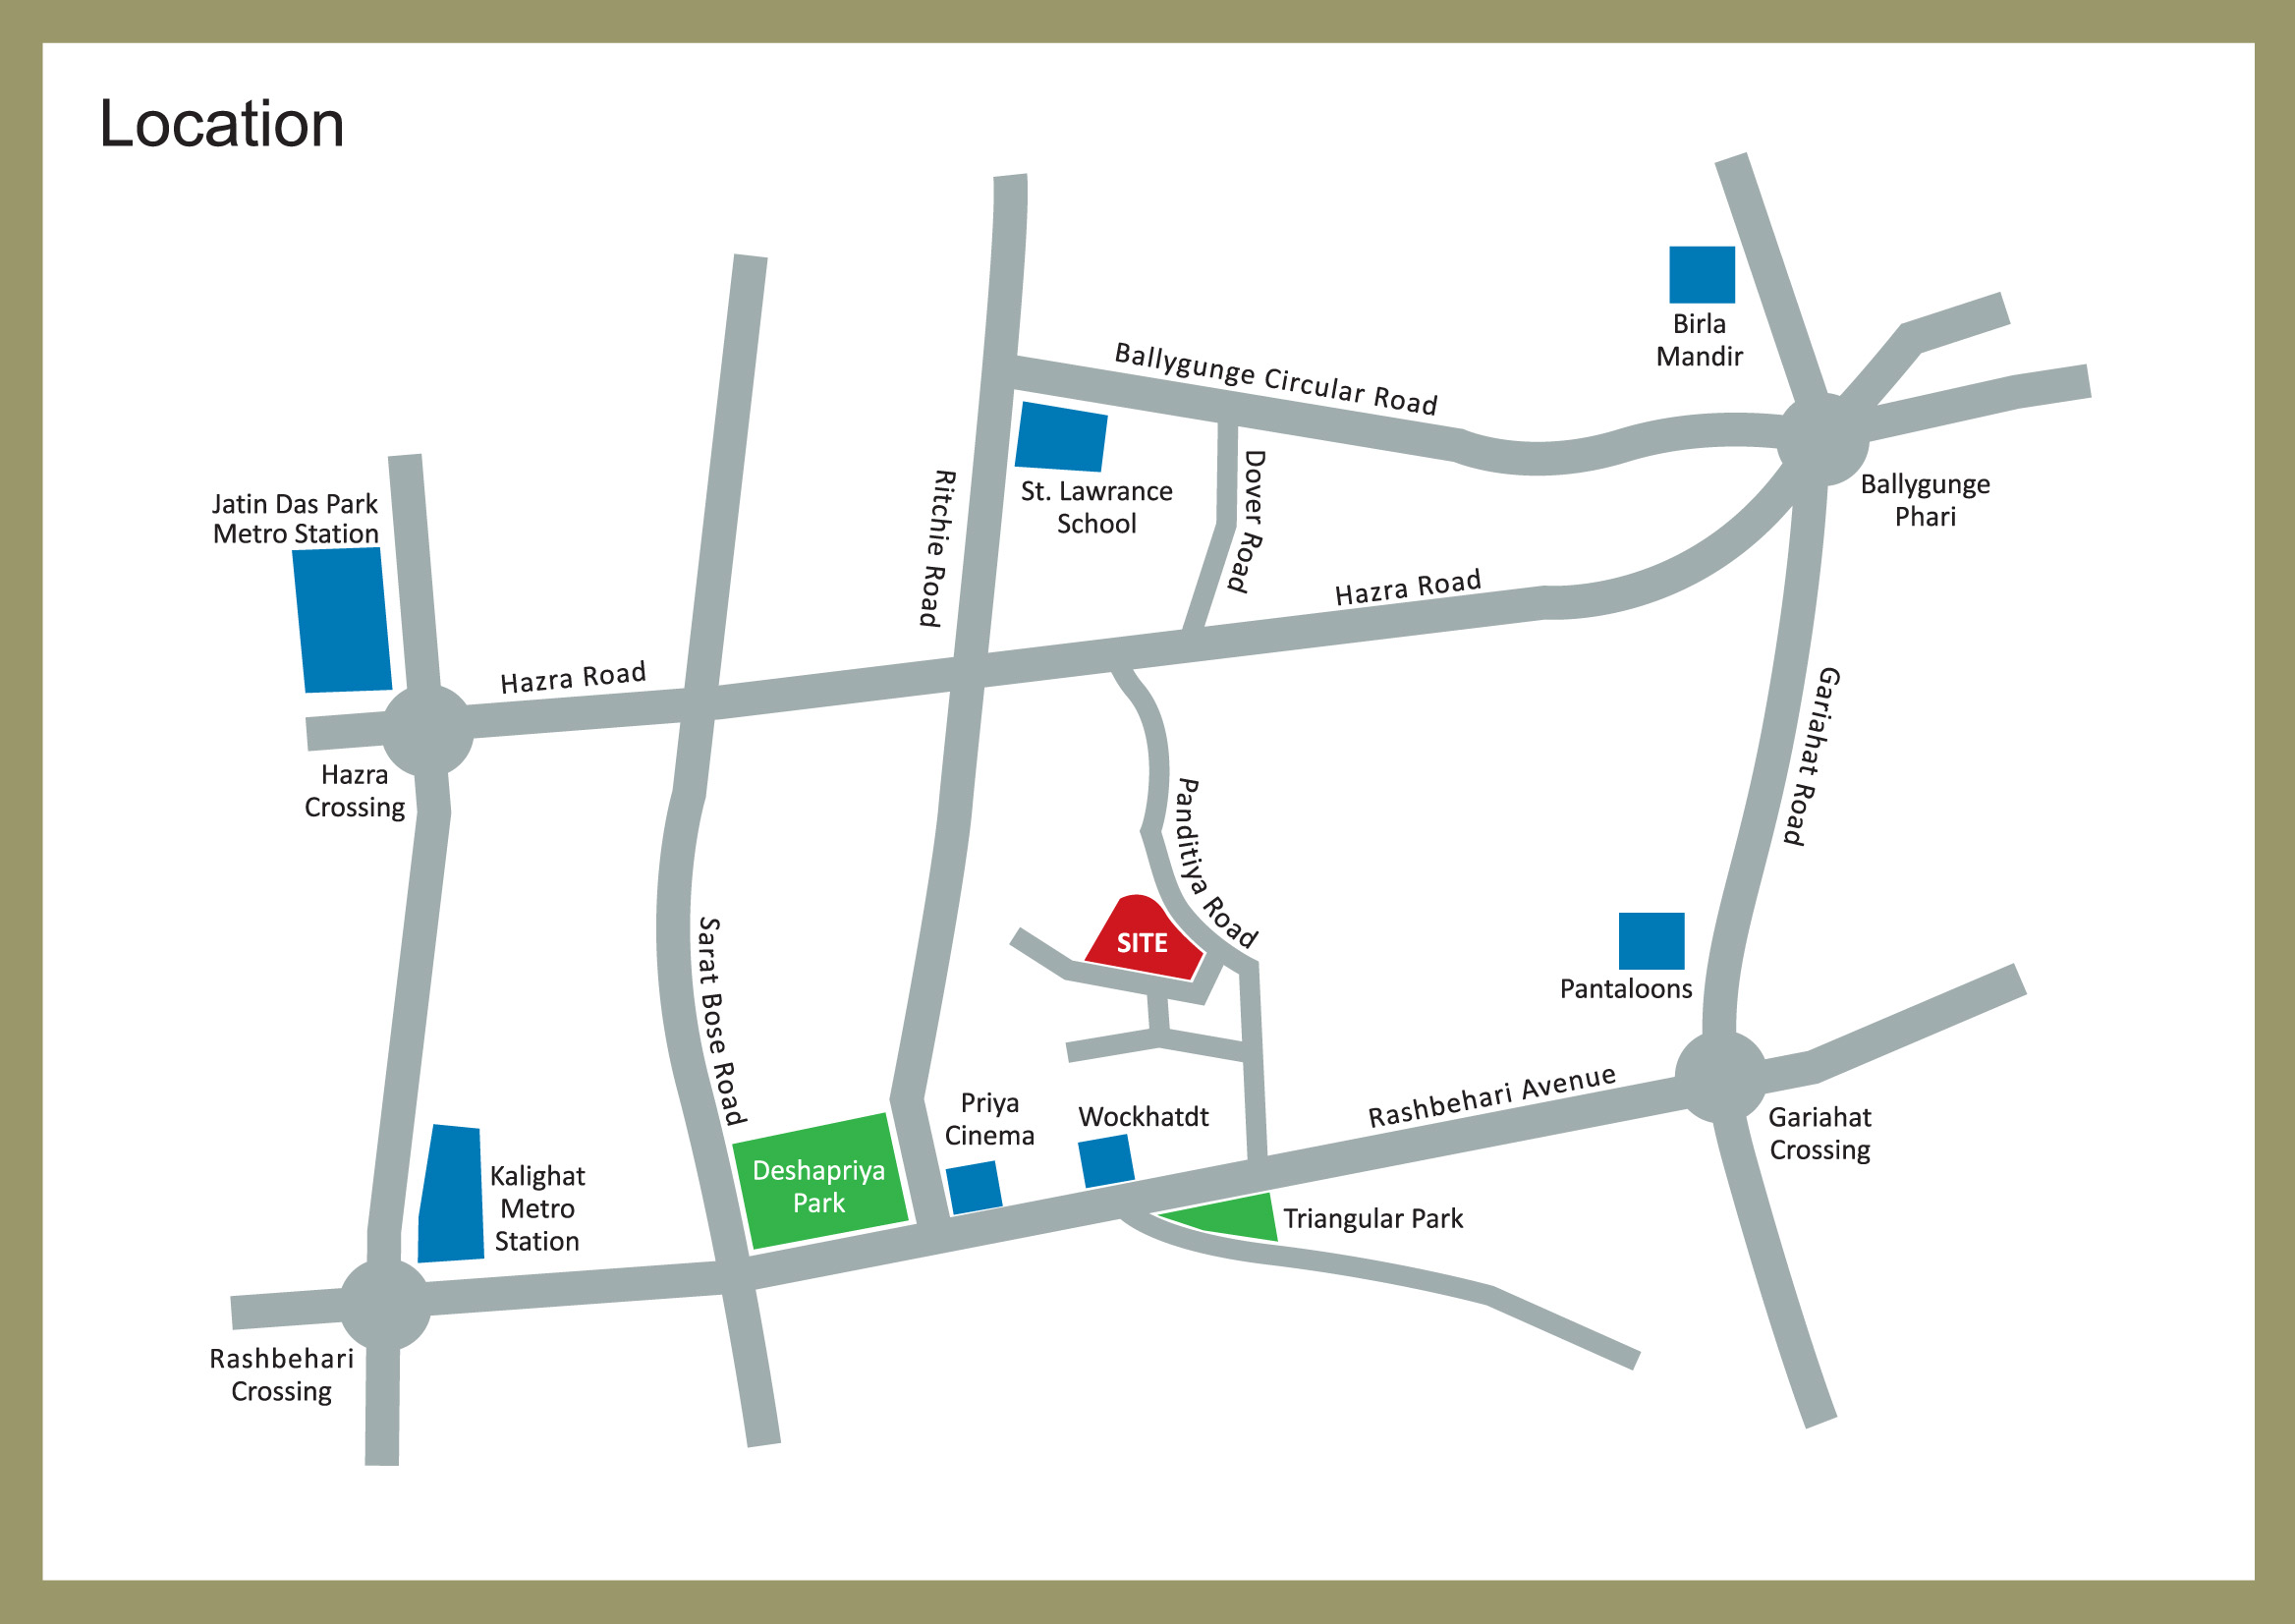 Location
Birla
Mandir
Ballygunge Circular Road
Ballygunge
Phari
St. Lawrance
School
Dover Road
Ritchie Road
Jatin Das Park
Metro Station
Hazra Road
Hazra Road
Hazra
Crossing
Gariahat Road
Panditiya Road
SITE
Pantaloons
Sarat Bose Road
Rashbehari Avenue
Priya
Cinema
Wockhatdt
Gariahat
Crossing
Deshapriya
Park
Kalighat
Metro
Station
Triangular Park
Rashbehari
Crossing